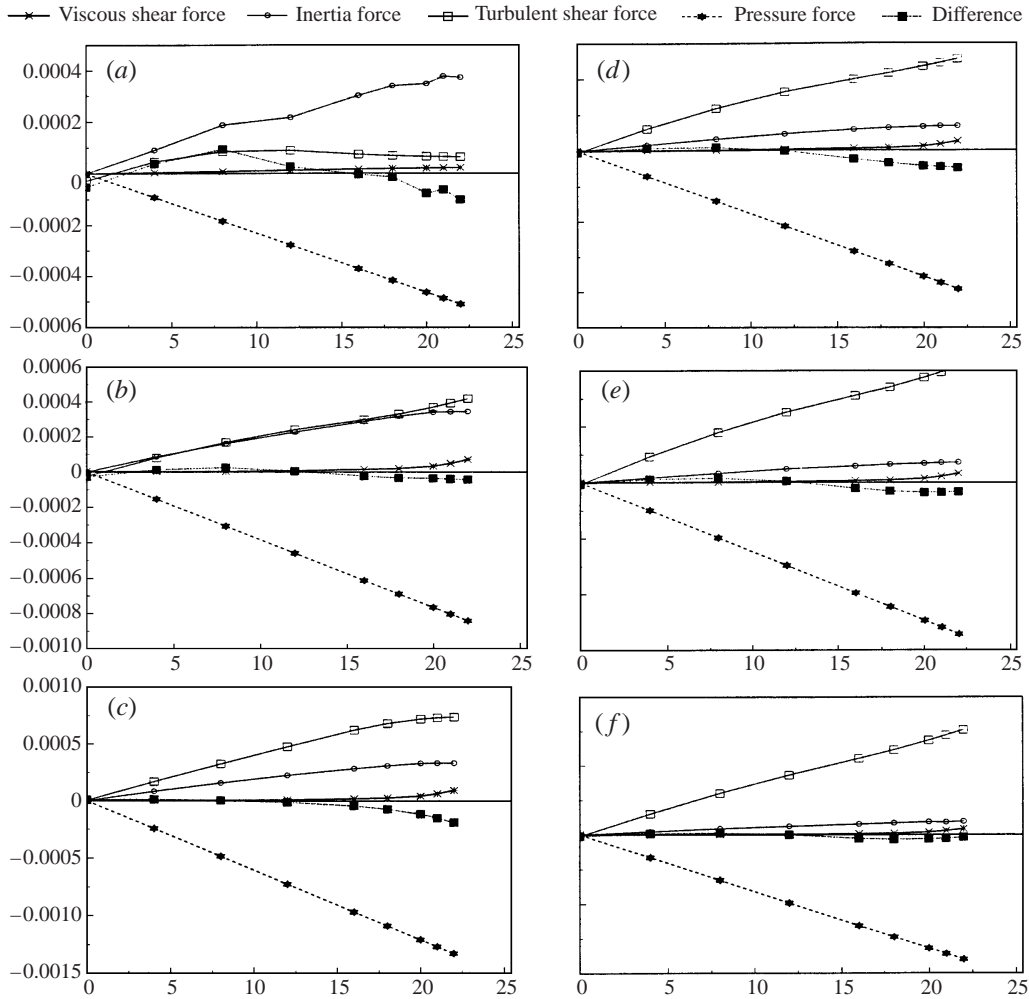 Viscous shear force Inertia force Turbulent shear force Pressure force Difference
(a)
0.0004
0.0002
0
–0.0002
–0.0004
–0.0006
0 5 10 15 20 25
(d)
0 5 10 15 20 25
(b)
0.0006
0.0004
0.0002
0
–0.0002
–0.0004
–0.0006
–0.0008
–0.0010
0 5 10 15 20 25
(e)
0 5 10 15 20 25
(c)
0.0010
0.0005
0
–0.0005
–0.0010
–0.0015
0 5 10 15 20 25
(f)
0 5 10 15 20 25